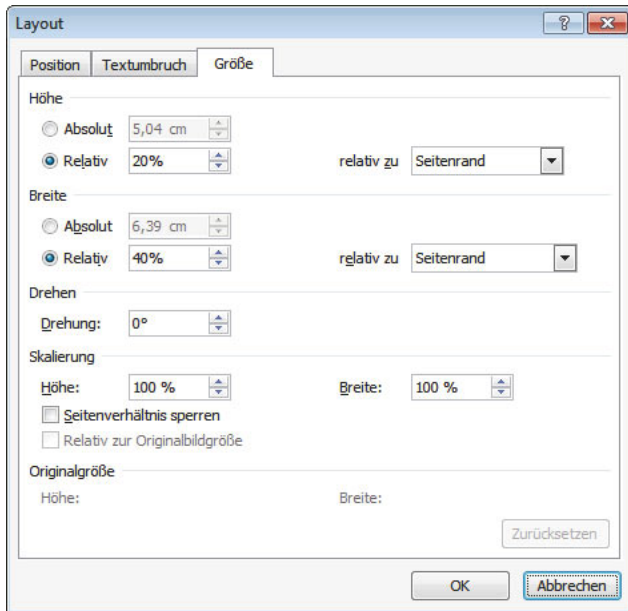 Layout
Position Textumbruch Größe
Höhe
Absolut 5,04 cm
Relativ 20% relativ zu Seitenrand
Breite
Absolut 6,39 cm
Relativ 40% relativ zu Seitenrand
Drehen
Drehung: 0°
Skalierung
Höhe: 100 % Breite: 100 %
Seitenverhältnis sperren
Relativ zur Originalbildgröße
Originalgröße
Höhe: Breite:
Zurücksetzen
OK Abbrechen